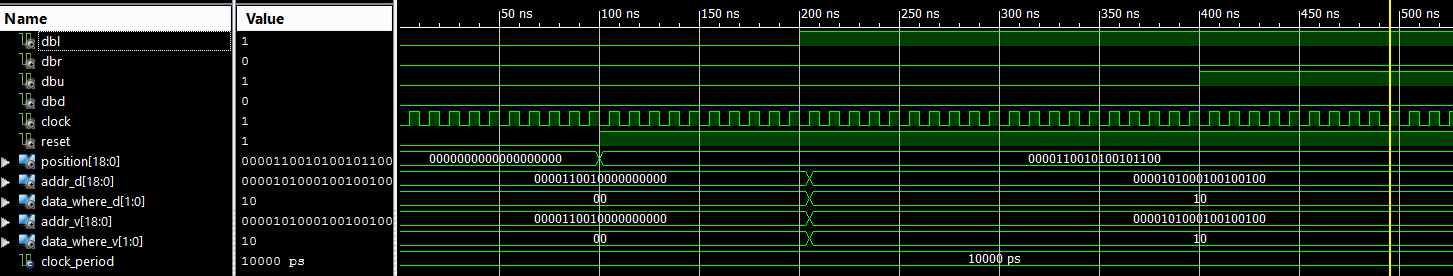 Name Value 50 ns 100 ns 150 ns 200 ns 250 ns 300 ns 350 ns 400 ns 450 ns 500 ns
dbl 1
dbr 0
dbu 1
dbd 0
clock 1
reset 1
position[18:0] 0000110010100101100 0000000000000000000 0000110010100101100
addr_d[18:0] 0000101000100100100 0000110010000000000 0000101000100100100
data_where_d[1:0] 10 00 10
addr_v[18:0] 0000101000100100100 0000110010000000000 0000101000100100100
data_where_v[1:0] 10 00 10
clock_period 10000 ps 10000 ps